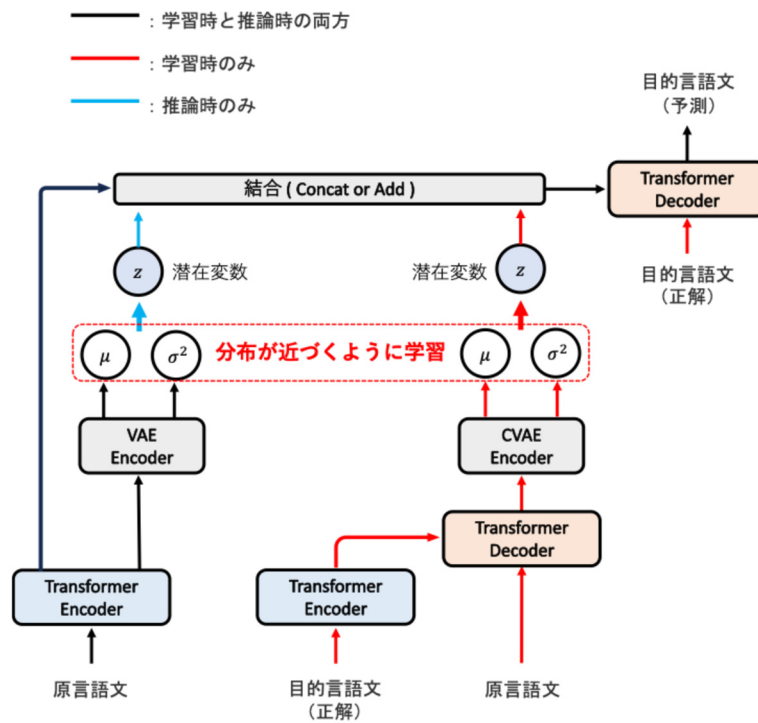 ：学習時と推論時の両方
：学習時のみ
：推論時のみ
目的言語文
（予測）
結合 ( Concat or Add )
Transformer
Decoder
z
潜在変数
潜在変数
z
目的言語文
（正解）
μ
σ²
分布が近づくように学習
μ
σ²
VAE
Encoder
CVAE
Encoder
Transformer
Decoder
Transformer
Encoder
Transformer
Encoder
原言語文
目的言語文
（正解）
原言語文